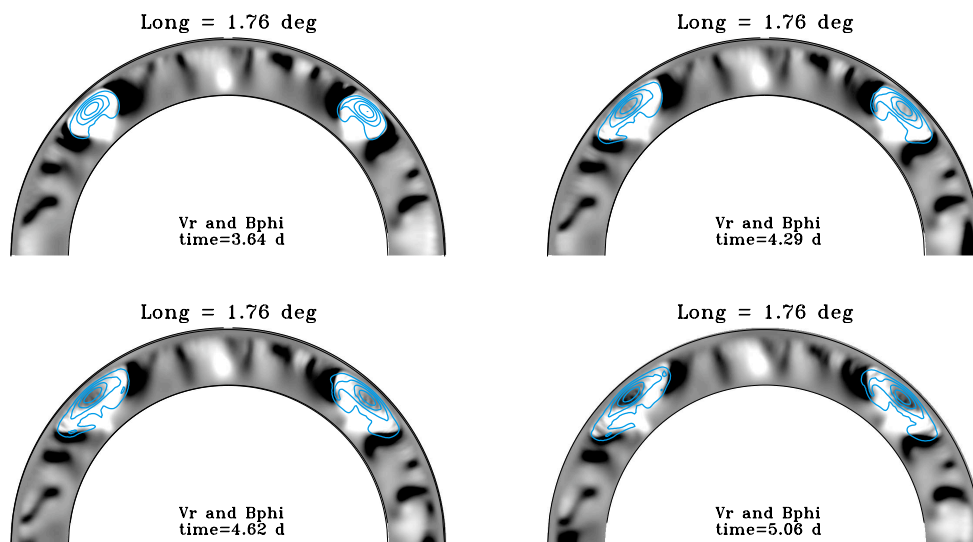 Long = 1.76 deg
Vr and Bphi
time=3.64 d
Long = 1.76 deg
Vr and Bphi
time=4.29 d
Long = 1.76 deg
Vr and Bphi
time=4.62 d
Long = 1.76 deg
Vr and Bphi
time=5.06 d